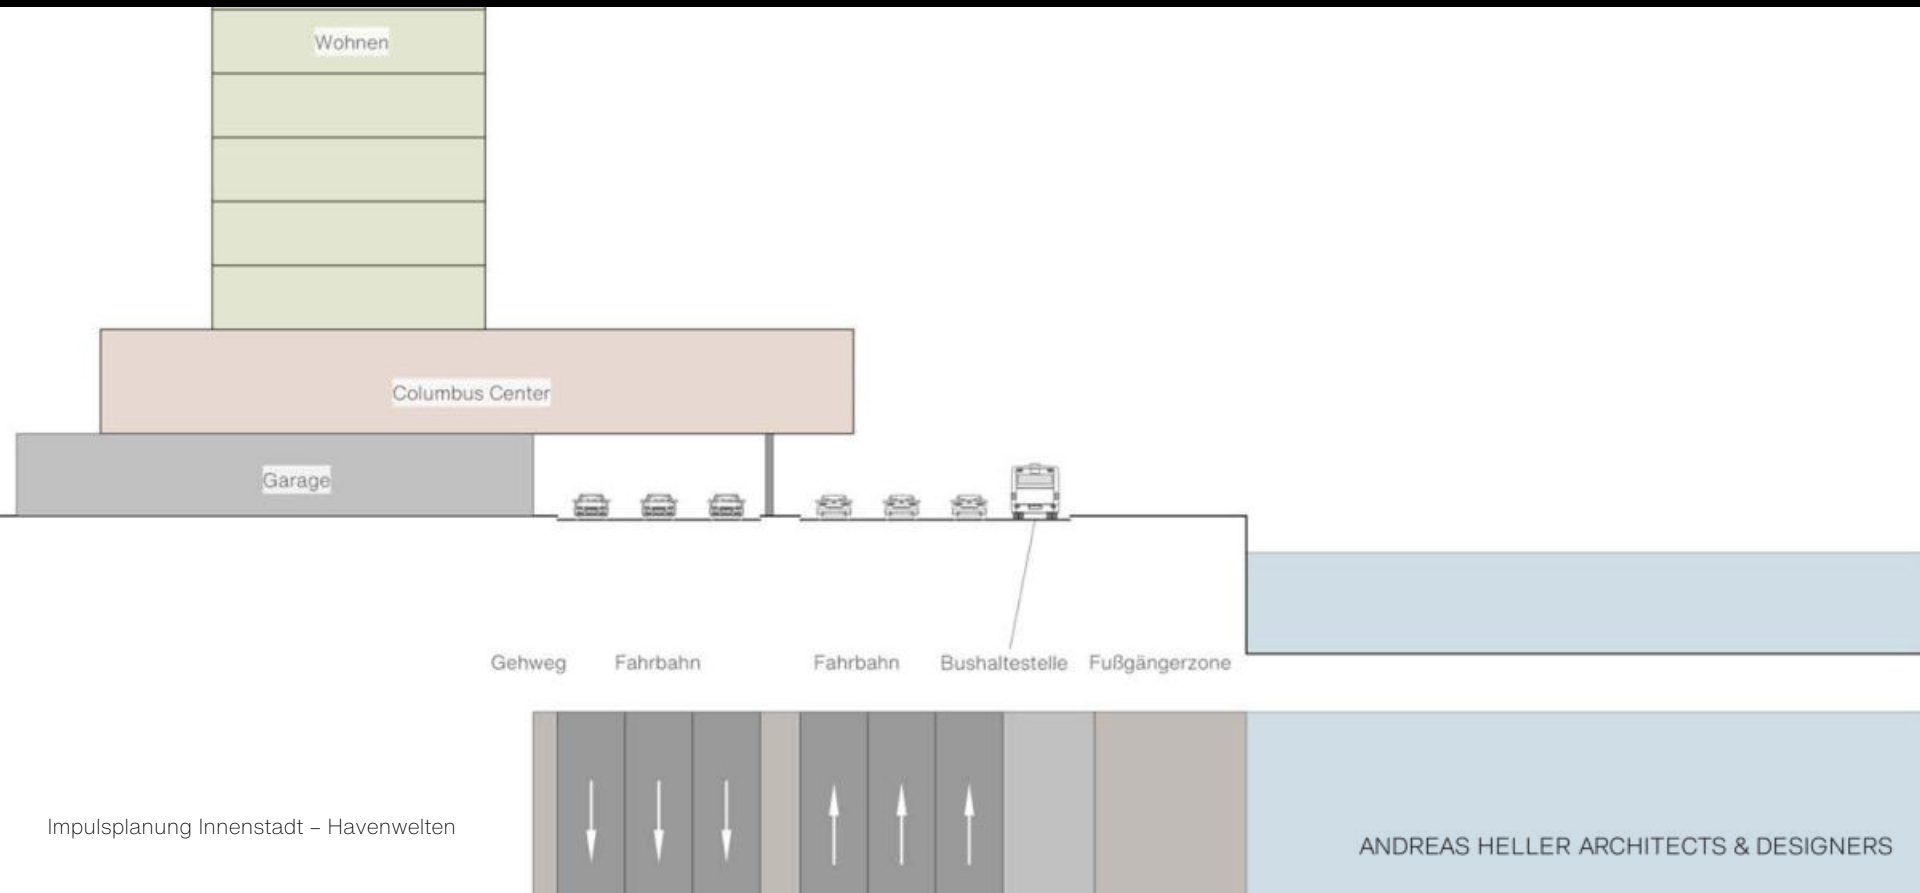 Wohnen
Columbus Center
Garage
Gehweg Fahrbahn Fahrbahn Bushaltestelle Fußgängerzone
Impulsplanung Innenstadt – Havenwelten
ANDREAS HELLER ARCHITECTS & DESIGNERS